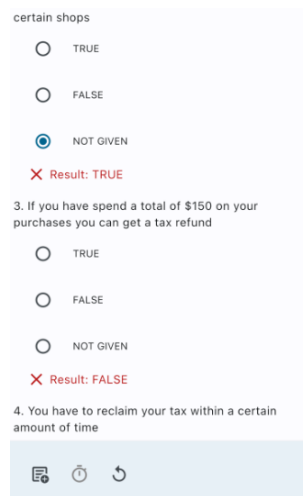 certain shops
TRUE
FALSE
NOT GIVEN
Result: TRUE
3. If you have spend a total of $150 on your
purchases you can get a tax refund
TRUE
FALSE
NOT GIVEN
Result: FALSE
4. You have to reclaim your tax within a certain
amount of time